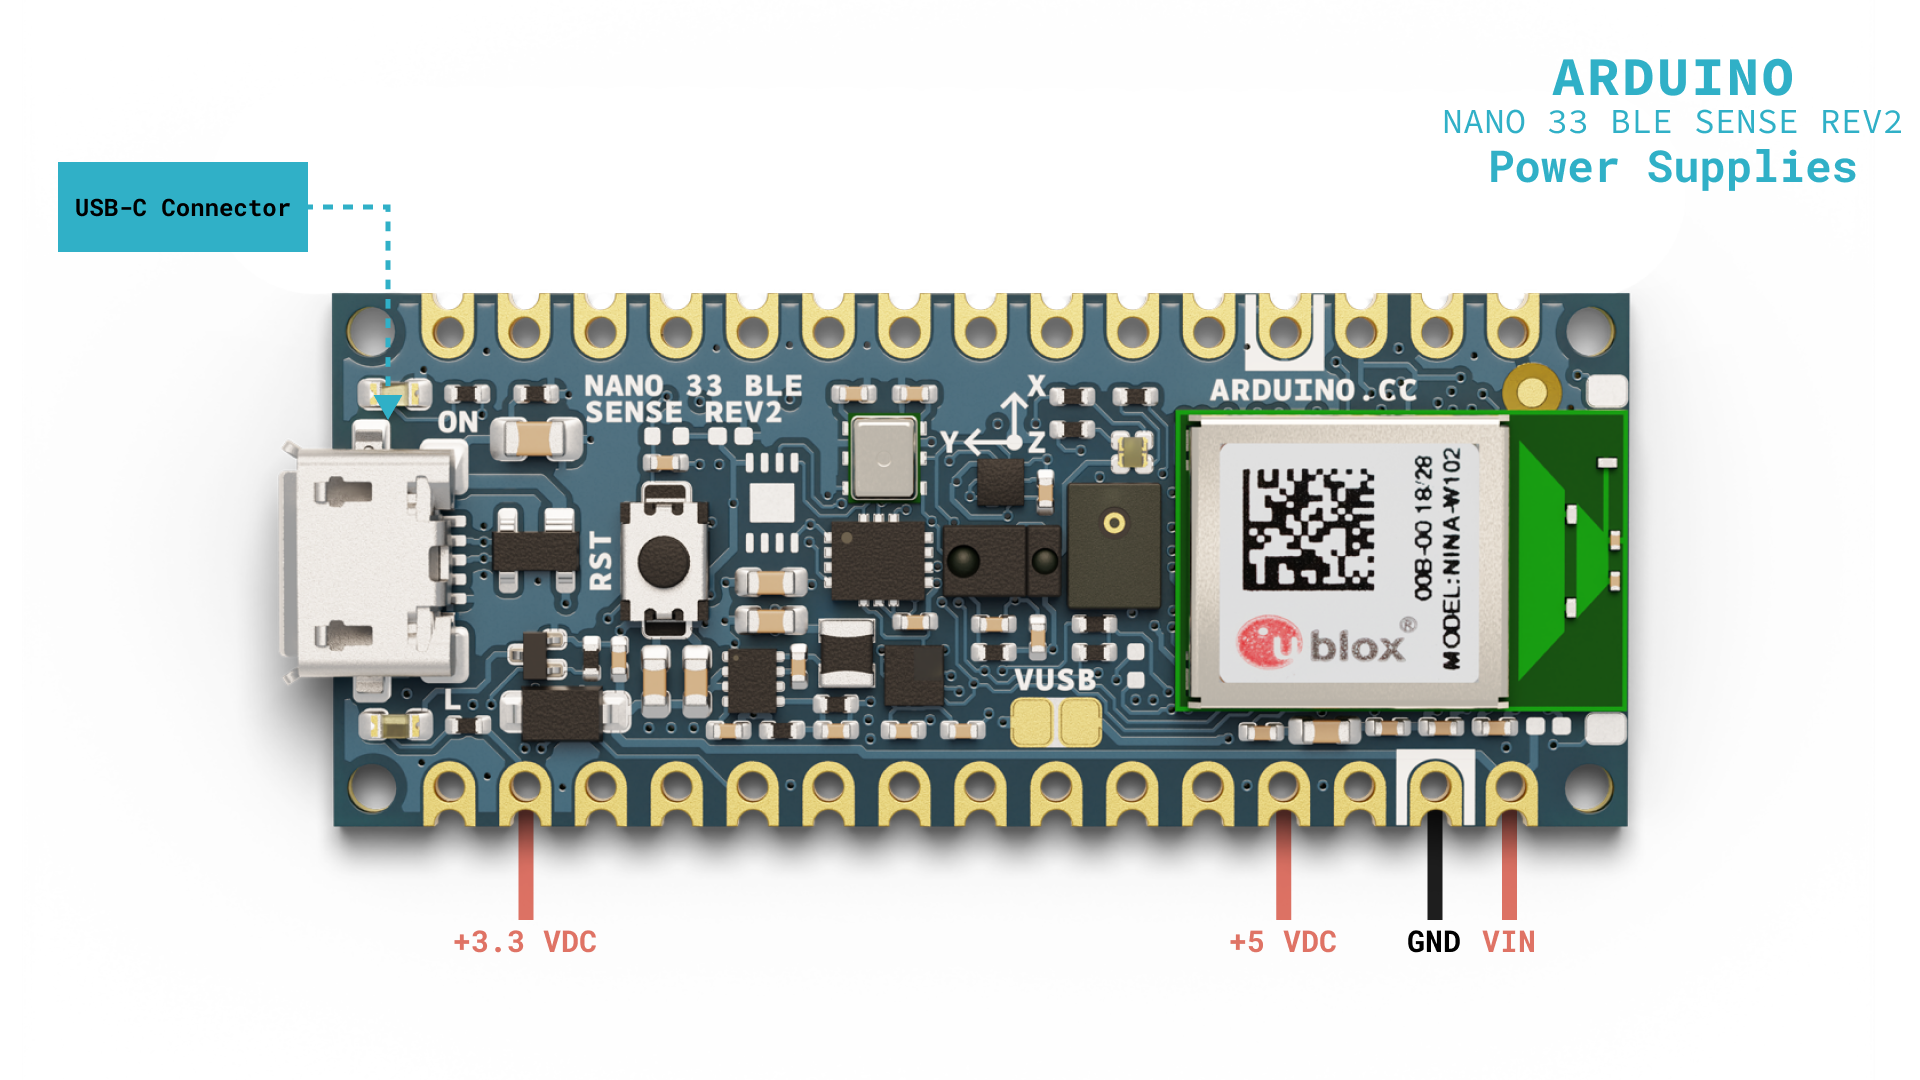 ARDUINO
NANO 33 BLE SENSE REV2
Power Supplies
USB-C Connector
NANO 33 BLE
SENSE REV2
ON
X
Y
Z
ARDUINO.CC
RST
00B-00 18/28
MODEL:NINA-W102
u blox®
L
VUSB
+3.3 VDC
+5 VDC
GND
VIN